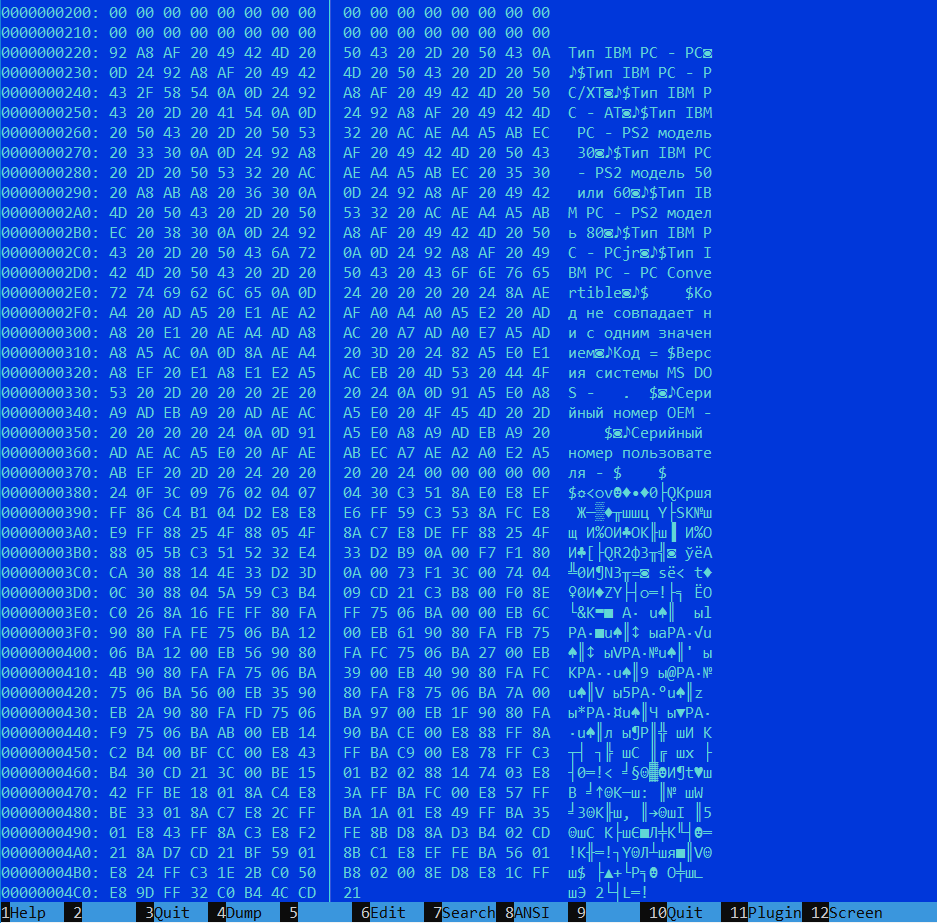 0000000200: 00 00 00 00 00 00 00 00 │ 00 00 00 00 00 00 00 00
0000000210: 00 00 00 00 00 00 00 00 │ 00 00 00 00 00 00 00 00
0000000220: 92 A8 AF 20 49 42 4D 20 │ 50 43 20 2D 20 50 43 0A Тип IBM PC - PC◙
0000000230: 0D 24 92 A8 AF 20 49 42 │ 4D 20 50 43 20 2D 20 50 ♪$Тип IBM PC - P
0000000240: 43 2F 58 54 0A 0D 24 92 │ A8 AF 20 49 42 4D 20 50 C/XT◙♪$Тип IBM P
0000000250: 43 20 2D 20 41 54 0A 0D │ 24 92 A8 AF 20 49 42 4D C - AT◙♪$Тип IBM
0000000260: 20 50 43 20 2D 20 50 53 │ 32 20 AC AE A4 A5 AB EC  PC - PS2 модель
0000000270: 20 33 30 0A 0D 24 92 A8 │ AF 20 49 42 4D 20 50 43  30◙♪$Тип IBM PC
0000000280: 20 2D 20 50 53 32 20 AC │ AE A4 A5 AB EC 20 35 30  - PS2 модель 50
0000000290: 20 A8 AB A8 20 36 30 0A │ 0D 24 92 A8 AF 20 49 42  или 60◙♪$Тип IB
00000002A0: 4D 20 50 43 20 2D 20 50 │ 53 32 20 AC AE A4 A5 AB M PC - PS2 модел
00000002B0: EC 20 38 30 0A 0D 24 92 │ A8 AF 20 49 42 4D 20 50 ь 80◙♪$Тип IBM P
00000002C0: 43 20 2D 20 50 43 6A 72 │ 0A 0D 24 92 A8 AF 20 49 C - PCjr◙♪$Тип I
00000002D0: 42 4D 20 50 43 20 2D 20 │ 50 43 20 43 6F 6E 76 65 BM PC - PC Conve
00000002E0: 72 74 69 62 6C 65 0A 0D │ 24 20 20 20 20 24 8A AE rtible◙♪$    $Ко
00000002F0: A4 20 AD A5 20 E1 AE A2 │ AF A0 A4 A0 A5 E2 20 AD д не совпадает н
0000000300: A8 20 E1 20 AE A4 AD A8 │ AC 20 A7 AD A0 E7 A5 AD и с одним значен
0000000310: A8 A5 AC 0A 0D 8A AE A4 │ 20 3D 20 24 82 A5 E0 E1 ием◙♪Код = $Верс
0000000320: A8 EF 20 E1 A8 E1 E2 A5 │ AC EB 20 4D 53 20 44 4F ия системы MS DO
0000000330: 53 20 2D 20 20 20 2E 20 │ 20 24 0A 0D 91 A5 E0 A8 S -   .  $◙♪Сери
0000000340: A9 AD EB A9 20 AD AE AC │ A5 E0 20 4F 45 4D 20 2D йный номер OEM -
0000000350: 20 20 20 20 24 0A 0D 91 │ A5 E0 A8 A9 AD EB A9 20     $◙♪Серийный
0000000360: AD AE AC A5 E0 20 AF AE │ AB EC A7 AE A2 A0 E2 A5 номер пользовате
0000000370: AB EF 20 2D 20 24 20 20 │ 20 20 24 00 00 00 00 00 ля - $    $
0000000380: 24 0F 3C 09 76 02 04 07 │ 04 30 C3 51 8A E0 E8 EF
0000000390: FF 86 C4 B1 04 D2 E8 E8 │ E6 FF 59 C3 53 8A FC E8
00000003A0: E9 FF 88 25 4F 88 05 4F │ 8A C7 E8 DE FF 88 25 4F
00000003B0: 88 05 5B C3 51 52 32 E4 │ 33 D2 B9 0A 00 F7 F1 80
00000003C0: CA 30 88 14 4E 33 D2 3D │ 0A 00 73 F1 3C 00 74 04
00000003D0: 0C 30 88 04 5A 59 C3 B4 │ 09 CD 21 C3 B8 00 F0 8E
00000003E0: C0 26 8A 16 FE FF 80 FA │ FF 75 06 BA 00 00 EB 6C
00000003F0: 90 80 FA FE 75 06 BA 12 │ 00 EB 61 90 80 FA FB 75
0000000400: 06 BA 12 00 EB 56 90 80 │ FA FC 75 06 BA 27 00 EB
0000000410: 4B 90 80 FA FA 75 06 BA │ 39 00 EB 40 90 80 FA FC
0000000420: 75 06 BA 56 00 EB 35 90 │ 80 FA F8 75 06 BA 7A 00
0000000430: EB 2A 90 80 FA FD 75 06 │ BA 97 00 EB 1F 90 80 FA
0000000440: F9 75 06 BA AB 00 EB 14 │ 90 BA CE 00 E8 88 FF 8A
0000000450: C2 B4 00 BF CC 00 E8 43 │ FF BA C9 00 E8 78 FF C3
0000000460: B4 30 CD 21 3C 00 BE 15 │ 01 B2 02 88 14 74 03 E8
0000000470: 42 FF BE 18 01 8A C4 E8 │ 3A FF BA FC 00 E8 57 FF
0000000480: BE 33 01 8A C7 E8 2C FF │ BA 1A 01 E8 49 FF BA 35
0000000490: 01 E8 43 FF 8A C3 E8 F2 │ FE 8B D8 8A D3 B4 02 CD
00000004A0: 21 8A D7 CD 21 BF 59 01 │ 8B C1 E8 EF FE BA 56 01
00000004B0: E8 24 FF C3 1E 2B C0 50 │ B8 02 00 8E D8 E8 1C FF
00000004C0: E8 9D FF 32 C0 B4 4C CD │ 21
1Help 2 3Quit 4Dump 5 6Edit 7Search 8ANSI 9 10Quit 11Plugin 12Screen